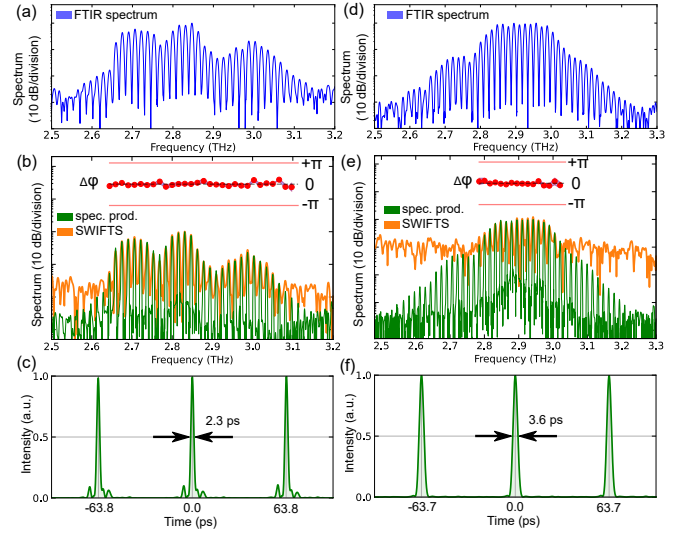 (a)
FTIR spectrum
Spectrum
(10 dB/division)
2.5 2.6 2.7 2.8 2.9 3.0 3.1 3.2
Frequency (THz)
(b)
+π
Δφ
0
-π
spec. prod.
SWIFTS
Spectrum (10 dB/division)
2.5 2.6 2.7 2.8 2.9 3.0 3.1 3.2
Frequency (THz)
(c)
1.0
2.3 ps
0.5
Intensity (a.u.)
0.0
-63.8 0.0 63.8
Time (ps)
(d)
FTIR spectrum
Spectrum
(10 dB/division)
2.5 2.6 2.7 2.8 2.9 3.0 3.1 3.2 3.3
Frequency (THz)
(e)
+π
Δφ
0
-π
spec. prod.
SWIFTS
Spectrum (10 dB/division)
2.5 2.6 2.7 2.8 2.9 3.0 3.1 3.2 3.3
Frequency (THz)
(f)
1.0
3.6 ps
0.5
Intensity (a.u.)
0.0
-63.7 0.0 63.7
Time (ps)